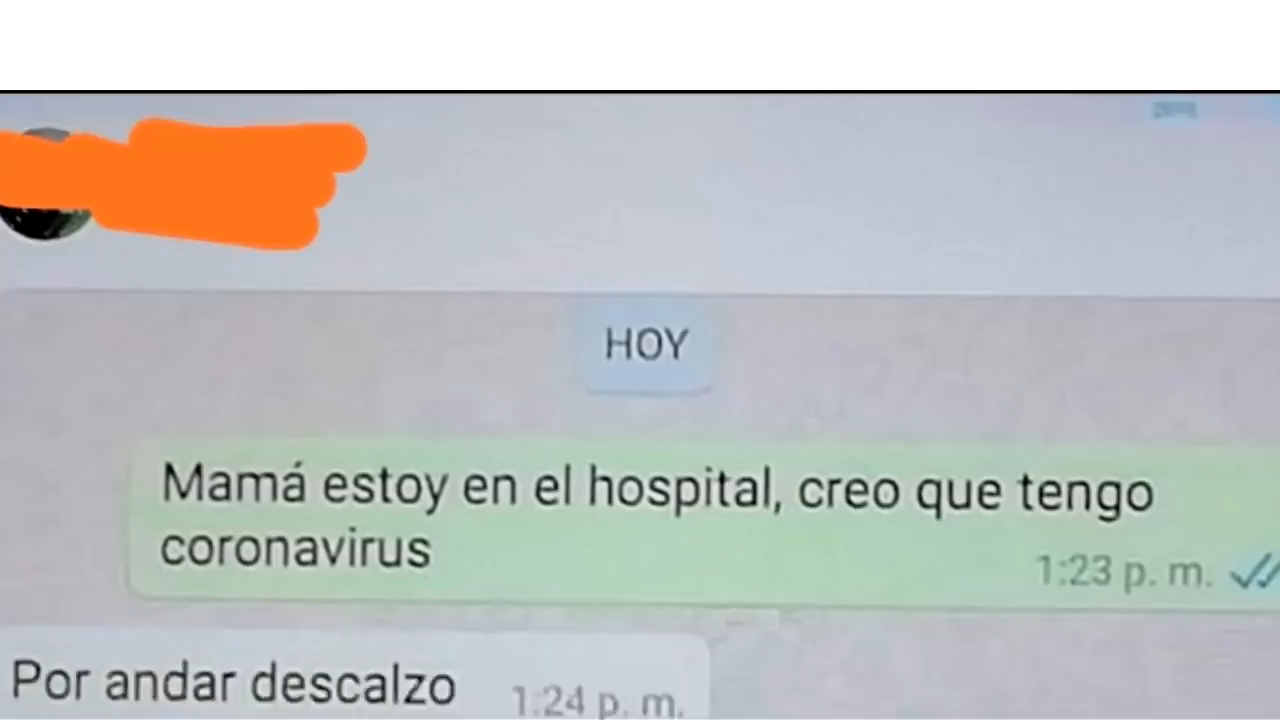 HOY
Mamá estoy en el hospital, creo que tengo
coronavirus
1:23 p. m.
Por andar descalzo
1:24 p. m.